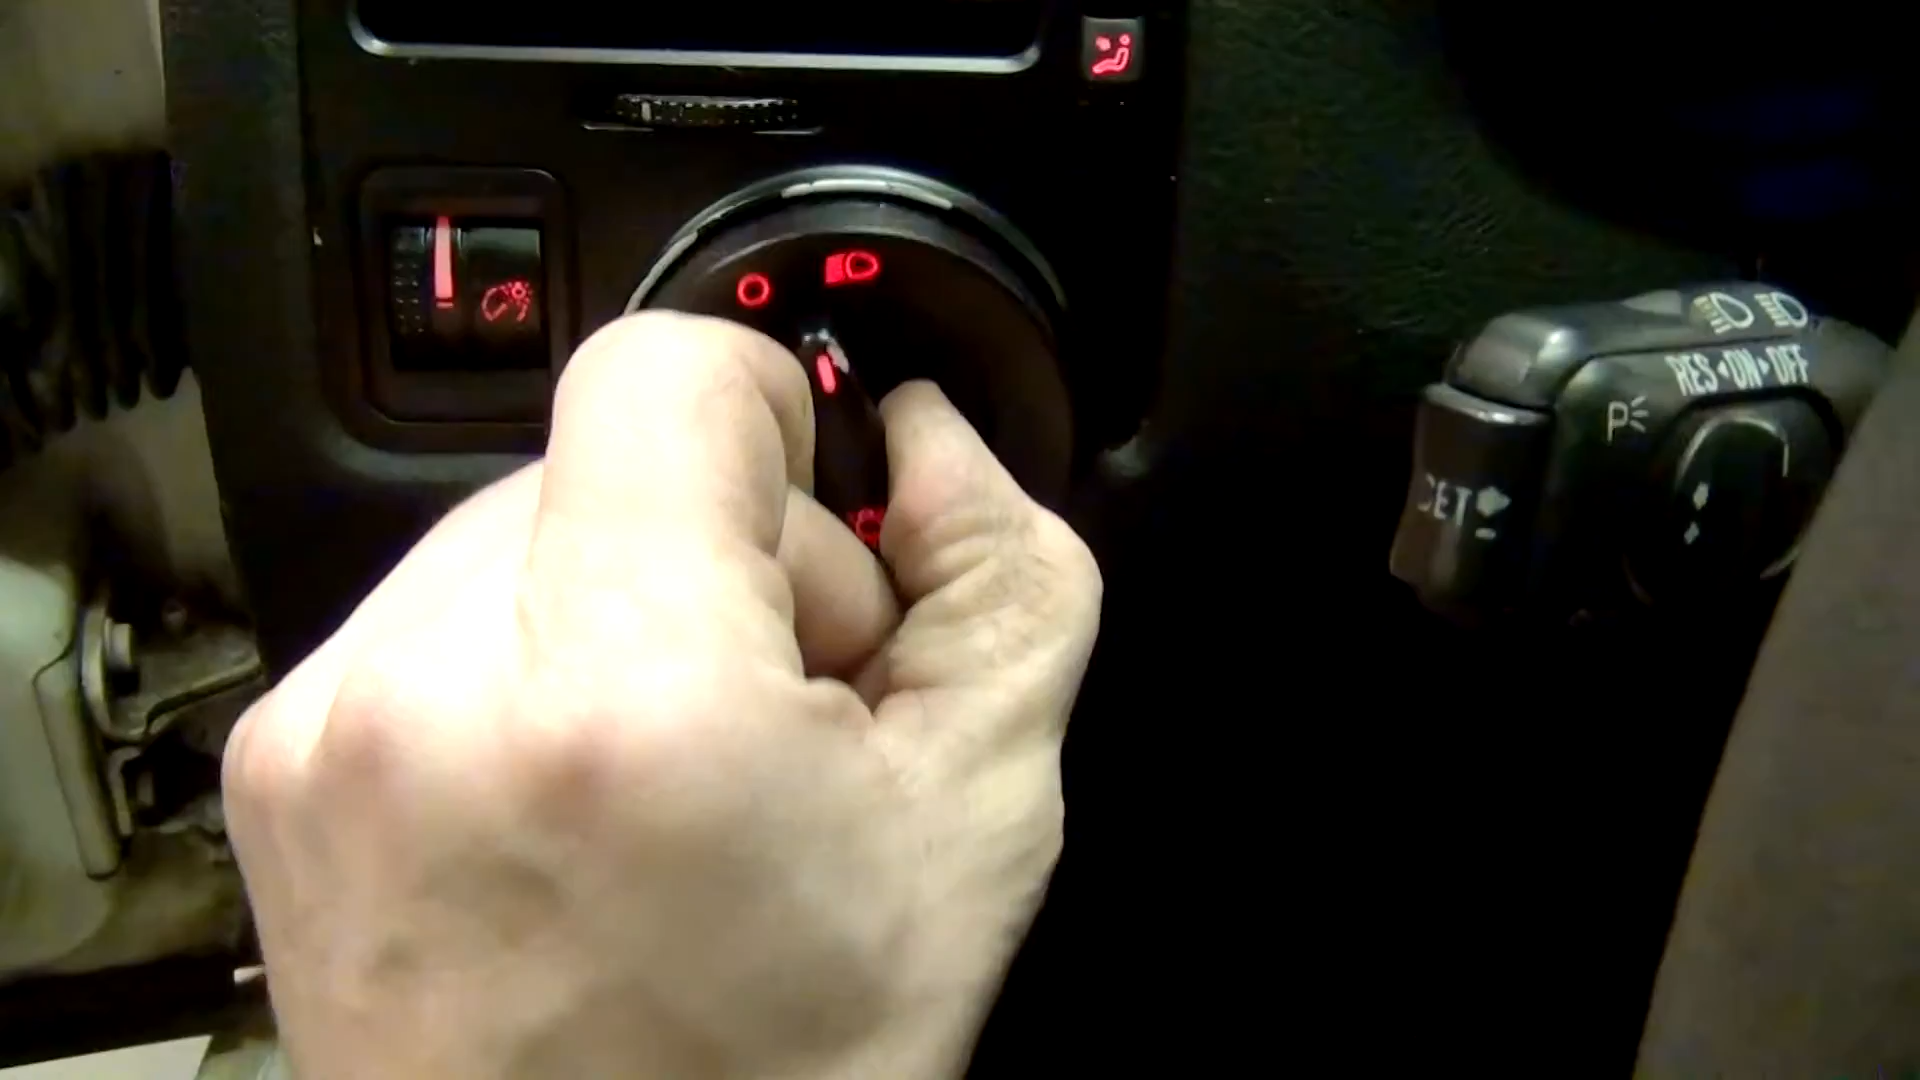 RES ◂ ON ▸ OFF
P
SET